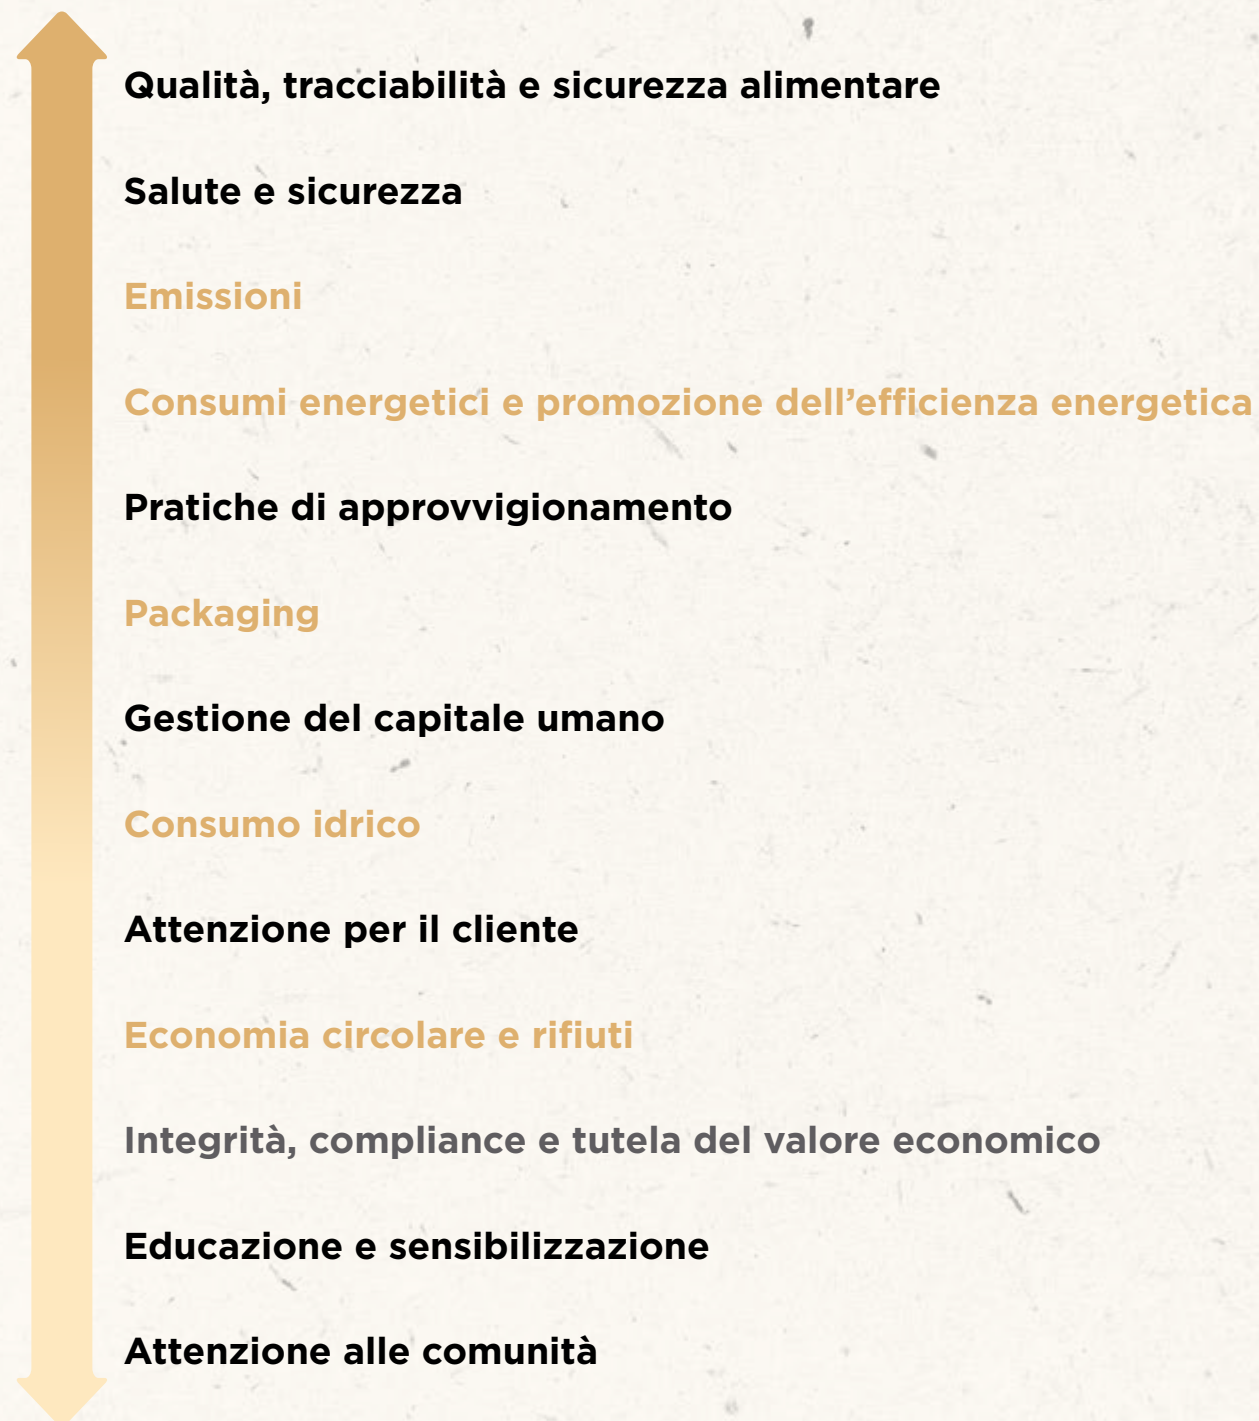 Qualità, tracciabilità e sicurezza alimentare
Salute e sicurezza
Emissioni
Consumi energetici e promozione dell’efficienza energetica
Pratiche di approvvigionamento
Packaging
Gestione del capitale umano
Consumo idrico
Attenzione per il cliente
Economia circolare e rifiuti
Integrità, compliance e tutela del valore economico
Educazione e sensibilizzazione
Attenzione alle comunità